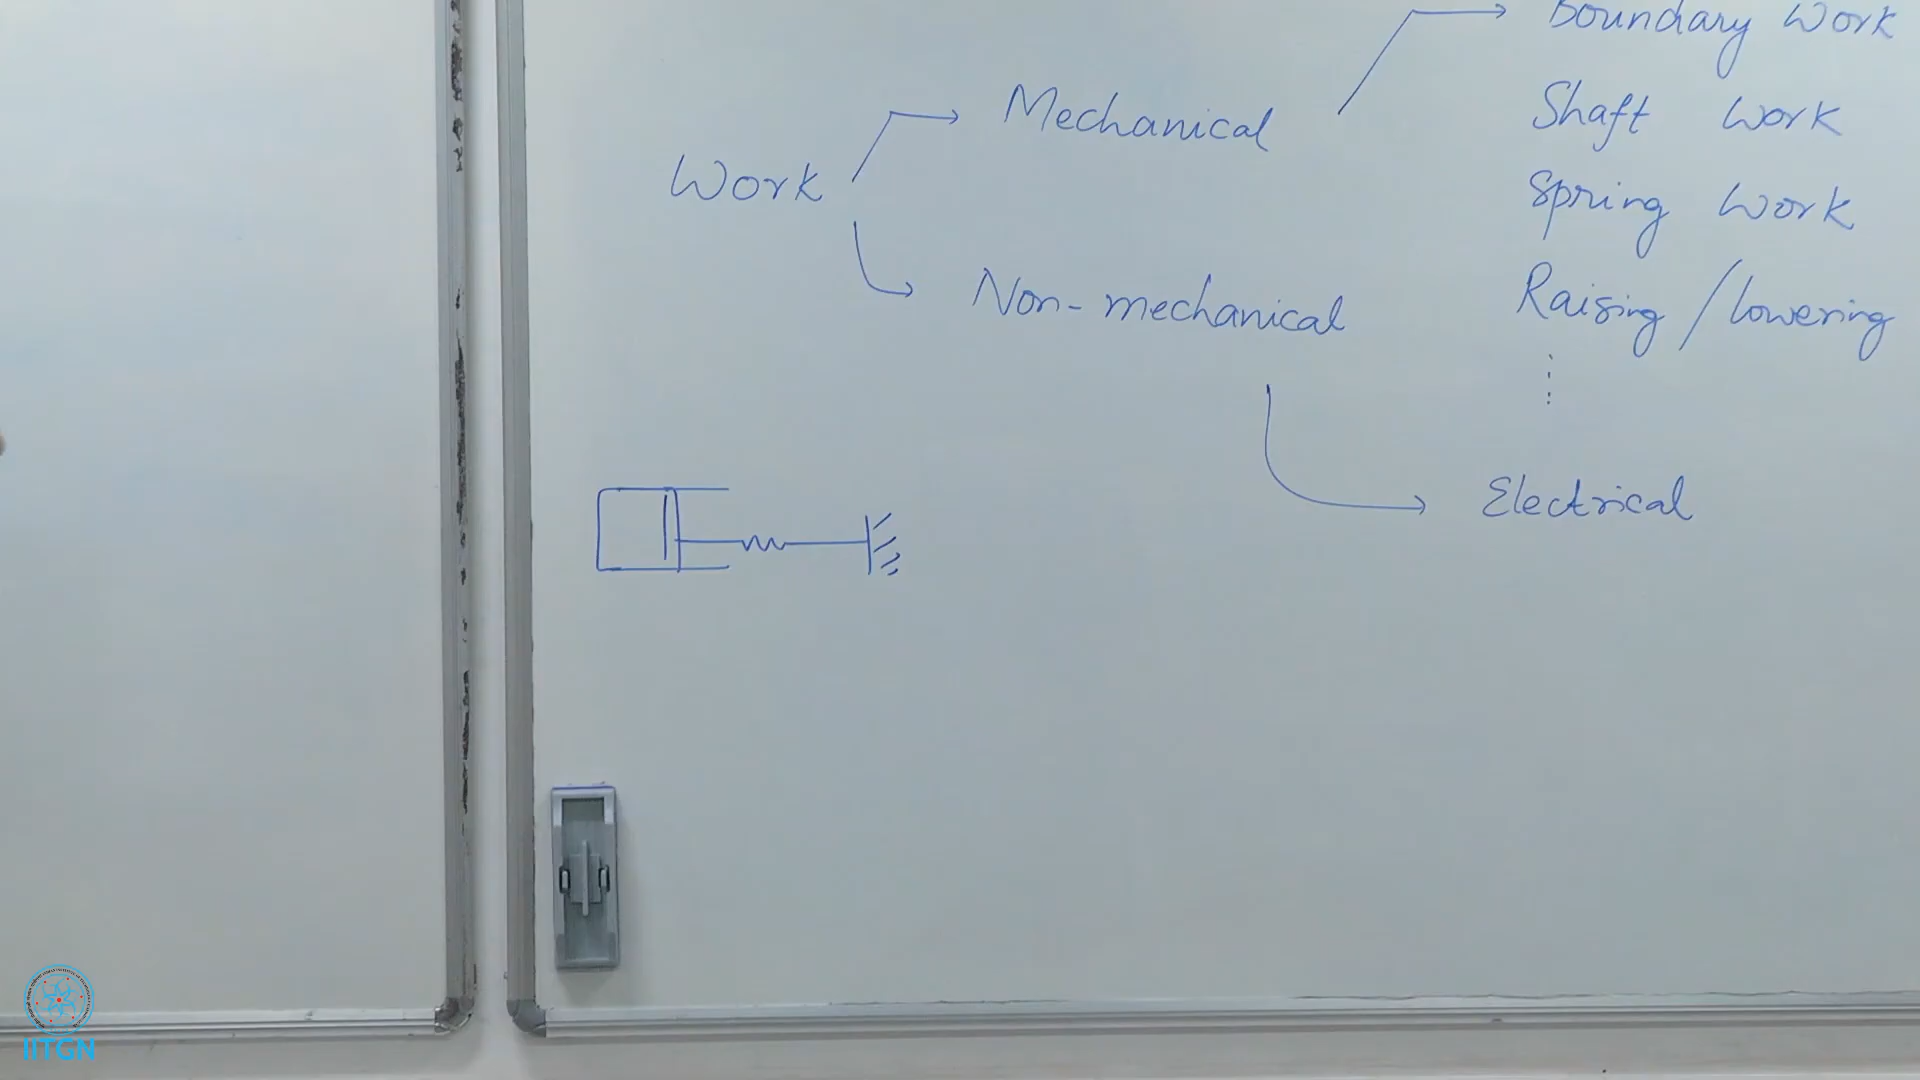 Boundary Work
Mechanical
Shaft Work
Work
Spring Work
Non-mechanical
Raising / lowering
Electrical
IITGN